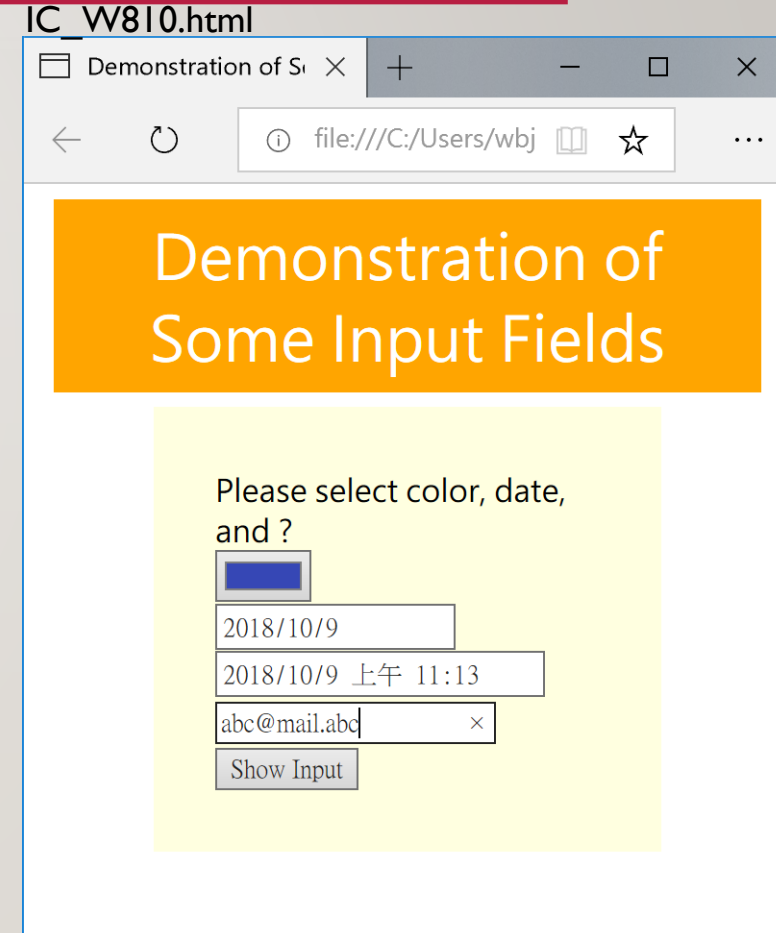 IC_W810.html
Demonstration of S
file:///C:/Users/wbj
Demonstration of
Some Input Fields
Please select color, date,
and ?
2018/10/9
2018/10/9 上午 11:13
abc@mail.abc
Show Input